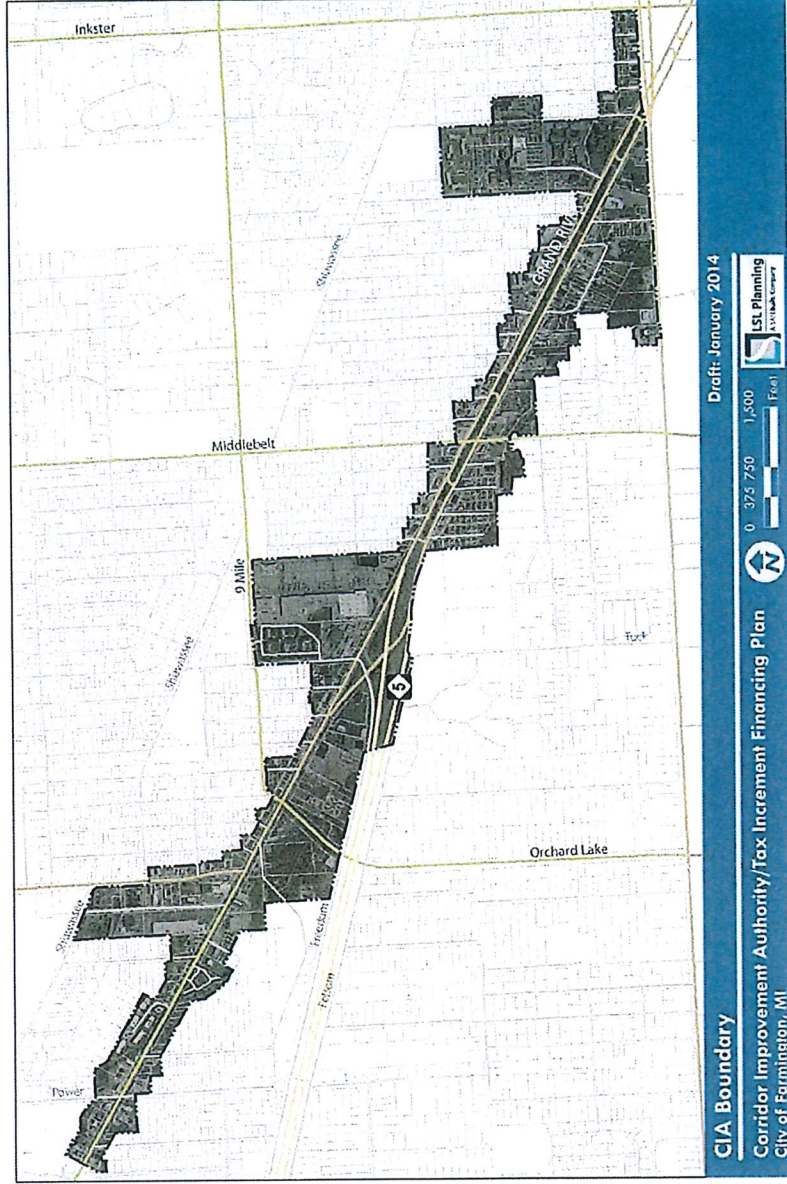 Inkster
Shiawassee
GRAND RIVER
Middlebelt
9 Mile
Shiawassee
Tuck
5
Orchard Lake
Shiawassee
Freedom
Folsom
Power
Draft: January 2014
CIA Boundary
Corridor Improvement Authority/Tax Increment Financing Plan
City of Farmington, MI
N
0 375 750 1,500
Feet
LSL Planning